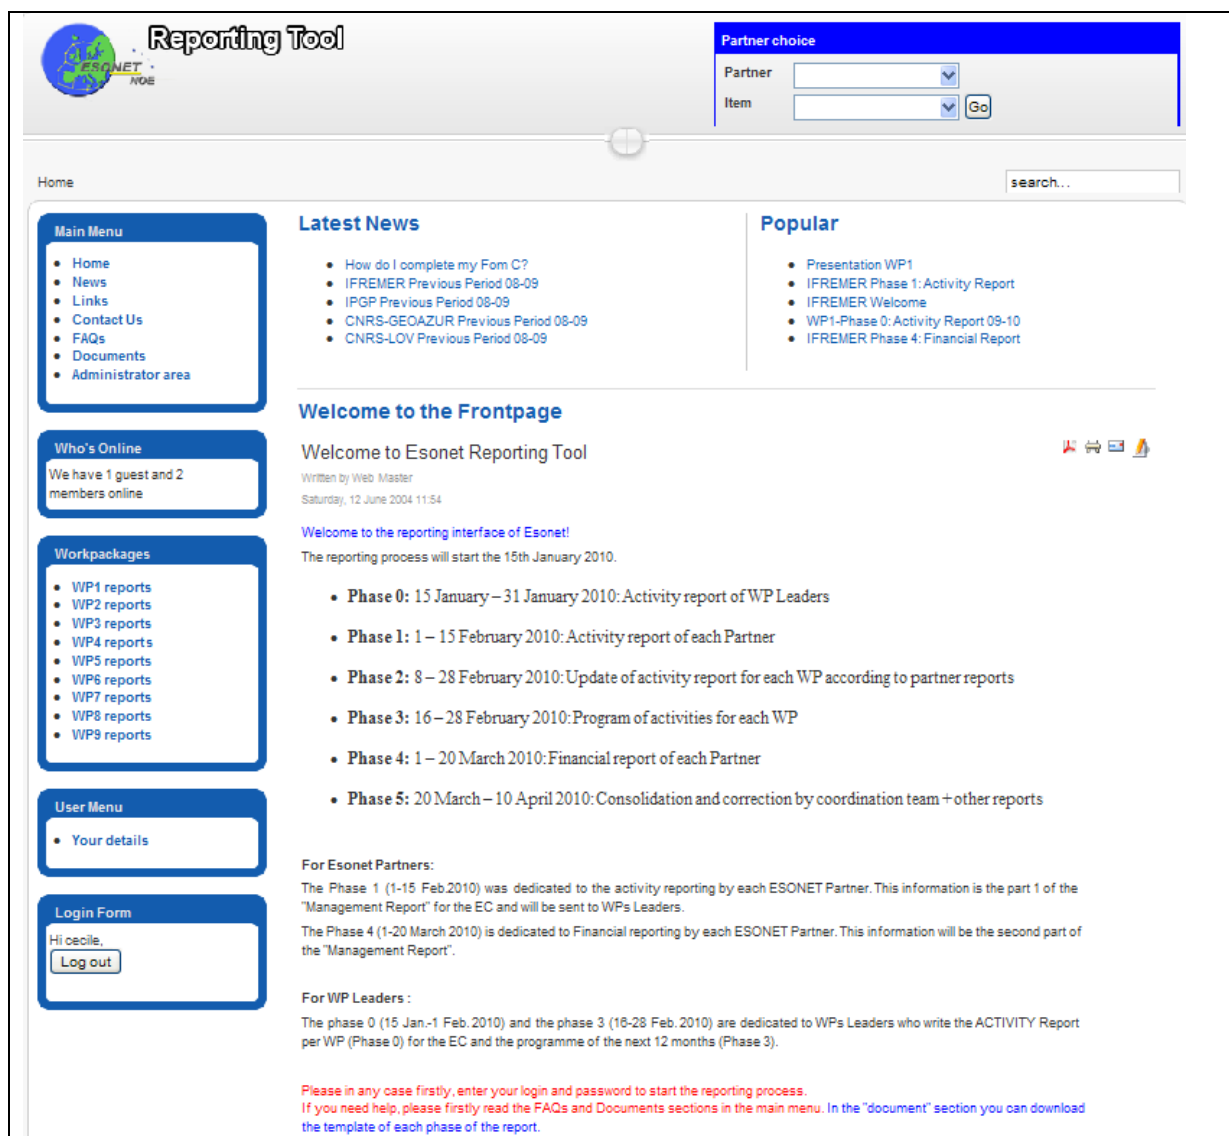 Reporting Tool
ESONET
NOE
Partner choice
Partner
Item
Go
Home
search...
Main Menu
Home
News
Links
Contact Us
FAQs
Documents
Administrator area
Latest News
How do I complete my Fom C?
IFREMER Previous Period 08-09
IPGP Previous Period 08-09
CNRS-GEOAZUR Previous Period 08-09
CNRS-LOV Previous Period 08-09
Popular
Presentation WP1
IFREMER Phase 1: Activity Report
IFREMER Welcome
WP1-Phase 0: Activity Report 09-10
IFREMER Phase 4: Financial Report
Who's Online
We have 1 guest and 2
members online
Workpackages
WP1 reports
WP2 reports
WP3 reports
WP4 reports
WP5 reports
WP6 reports
WP7 reports
WP8 reports
WP9 reports
User Menu
Your details
Login Form
Hi cecile,
Log out
Welcome to the Frontpage
Welcome to Esonet Reporting Tool
Written by Web Master
Saturday, 12 June 2004 11:54
Welcome to the reporting interface of Esonet!
The reporting process will start the 15th January 2010.
Phase 0: 15 January – 31 January 2010: Activity report of WP Leaders
Phase 1: 1 – 15 February 2010: Activity report of each Partner
Phase 2: 8 – 28 February 2010: Update of activity report for each WP according to partner reports
Phase 3: 16 – 28 February 2010: Program of activities for each WP
Phase 4: 1 – 20 March 2010: Financial report of each Partner
Phase 5: 20 March – 10 April 2010: Consolidation and correction by coordination team + other reports
For Esonet Partners:
The Phase 1 (1-15 Feb.2010) was dedicated to the activity reporting by each ESONET Partner. This information is the part 1 of the
"Management Report" for the EC and will be sent to WPs Leaders.
The Phase 4 (1-20 March 2010) is dedicated to Financial reporting by each ESONET Partner. This information will be the second part of
the "Management Report".
For WP Leaders :
The phase 0 (15 Jan.-1 Feb. 2010) and the phase 3 (16-28 Feb. 2010) are dedicated to WPs Leaders who write the ACTIVITY Report
per WP (Phase 0) for the EC and the programme of the next 12 months (Phase 3).
Please in any case firstly, enter your login and password to start the reporting process.
If you need help, please firstly read the FAQs and Documents sections in the main menu. In the "document" section you can download
the template of each phase of the report.